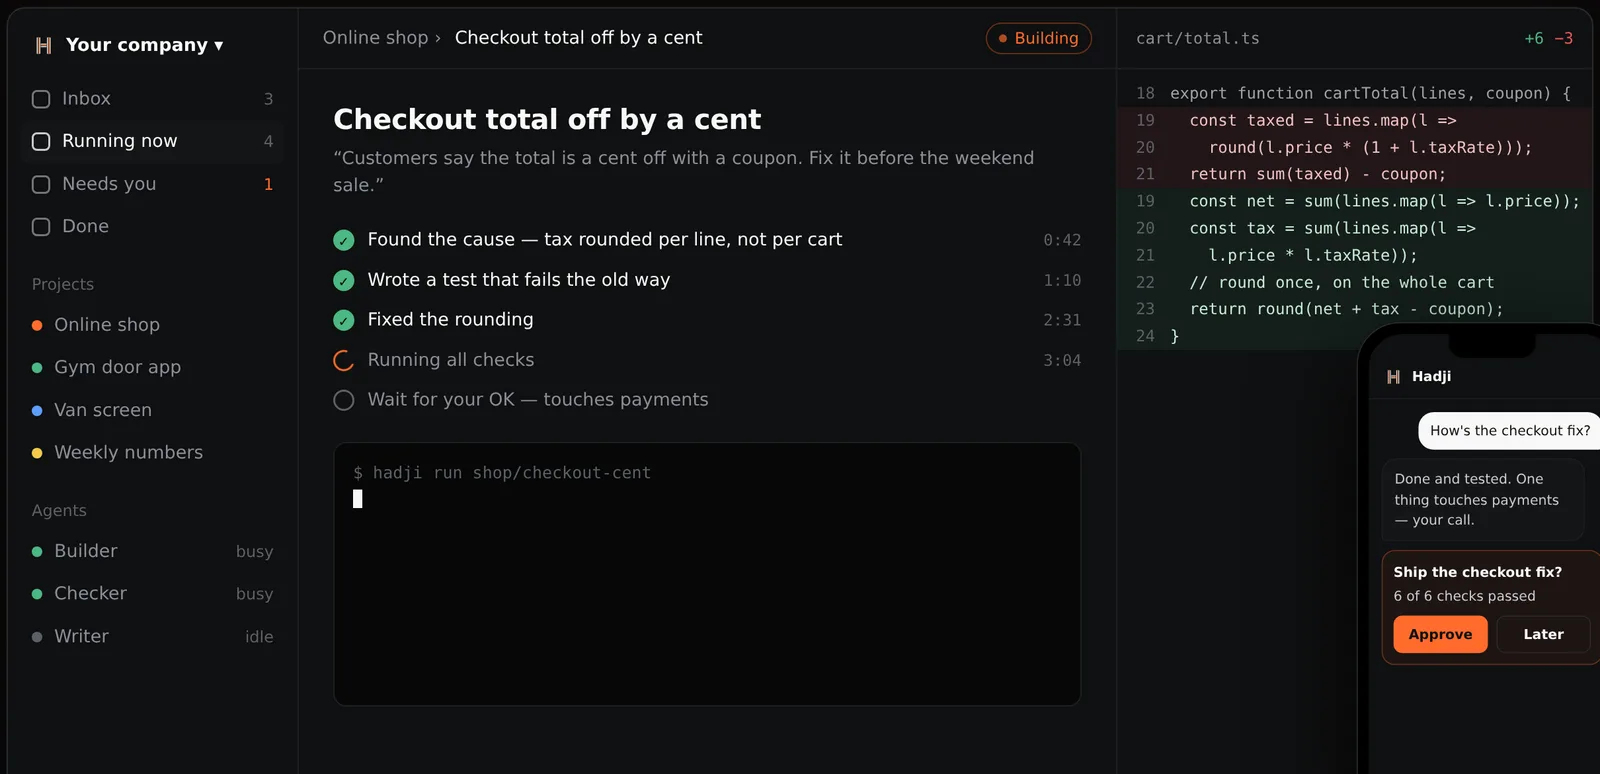 Your company ▾
Inbox 3
Running now 4
Needs you 1
Done
Projects
Online shop
Gym door app
Van screen
Weekly numbers
Agents
Builder busy
Checker busy
Writer idle
Online shop › Checkout total off by a cent
Building
Checkout total off by a cent
“Customers say the total is a cent off with a coupon. Fix it before the weekend
sale.”
✓ Found the cause — tax rounded per line, not per cart 0:42
✓ Wrote a test that fails the old way 1:10
✓ Fixed the rounding 2:31
Running all checks 3:04
Wait for your OK — touches payments
$ hadji run shop/checkout-cent
cart/total.ts +6 −3
18 export function cartTotal(lines, coupon) {
19 const taxed = lines.map(l =>
20 round(l.price * (1 + l.taxRate)));
21 return sum(taxed) - coupon;
19 const net = sum(lines.map(l => l.price));
20 const tax = sum(lines.map(l =>
21 l.price * l.taxRate));
22 // round once, on the whole cart
23 return round(net + tax - coupon);
24 }
Hadji
How's the checkout fix?
Done and tested. One
thing touches payments
— your call.
Ship the checkout fix?
6 of 6 checks passed
Approve Later